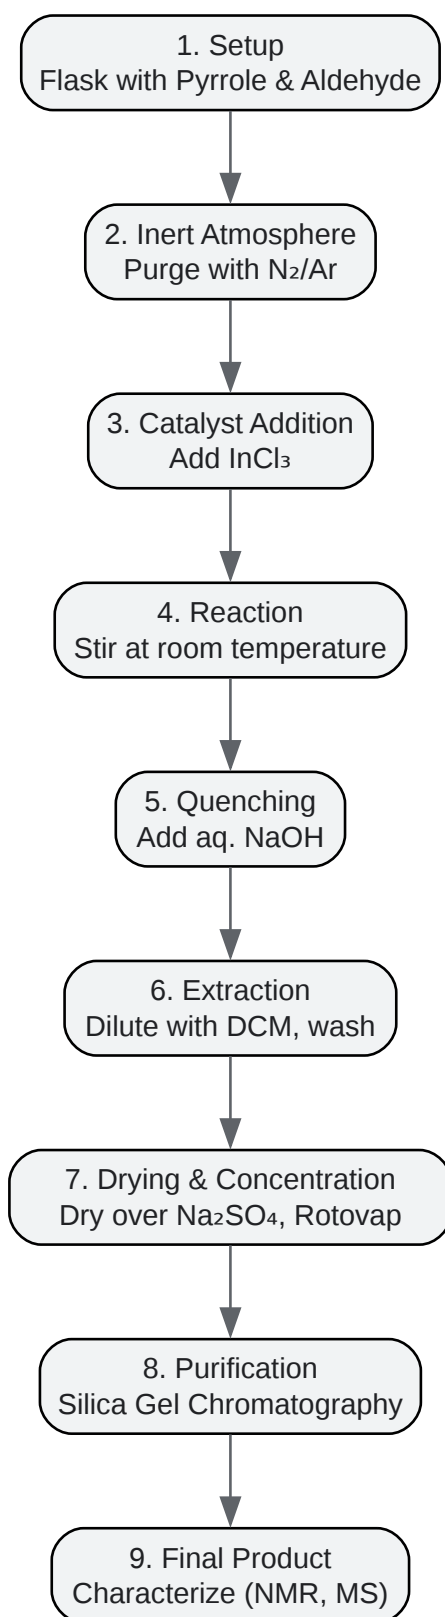 1. Setup
Flask with Pyrrole & Aldehyde
2. Inert Atmosphere
Purge with N₂/Ar
3. Catalyst Addition
Add InCl₃
4. Reaction
Stir at room temperature
5. Quenching
Add aq. NaOH
6. Extraction
Dilute with DCM, wash
7. Drying & Concentration
Dry over Na₂SO₄, Rotovap
8. Purification
Silica Gel Chromatography
9. Final Product
Characterize (NMR, MS)